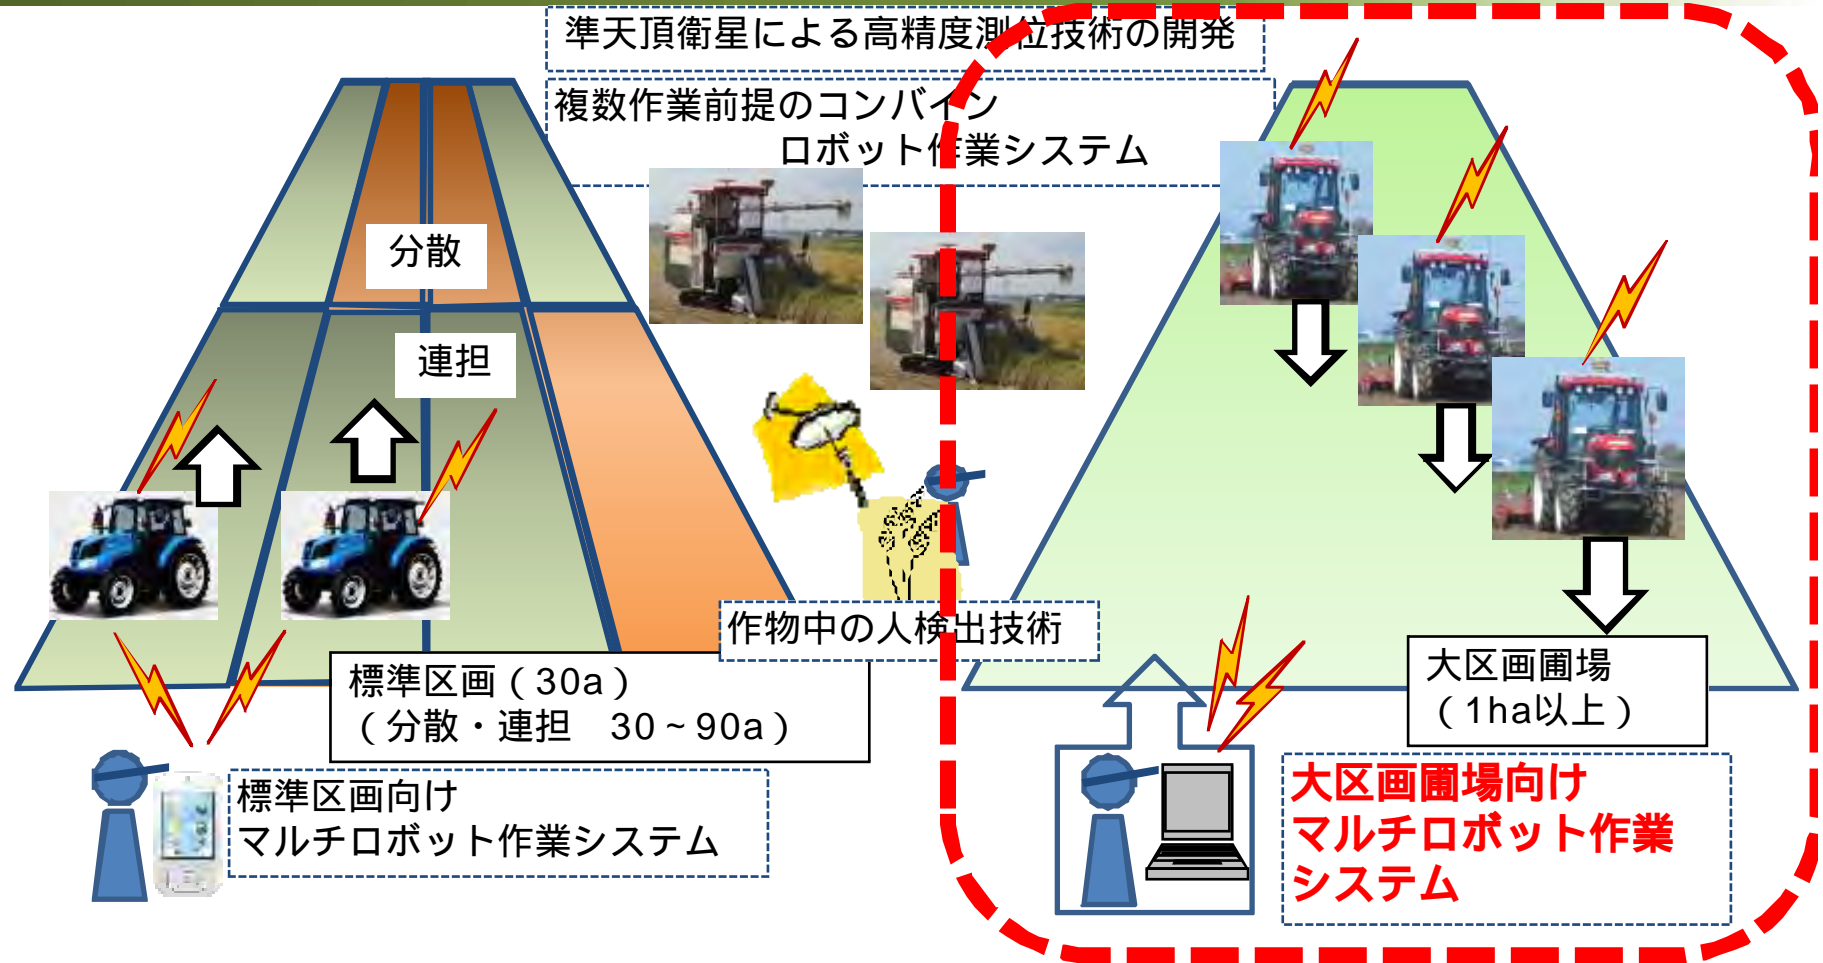 準天頂衛星による高精度測位技術の開発
複数作業前提のコンバイン
ロボット作業システム
分散
連担
作物中の人検出技術
標準区画（30a）
（分散・連担　30～90a）
大区画圃場
（1ha以上）
標準区画向け
マルチロボット作業システム
大区画圃場向け
マルチロボット作業
システム